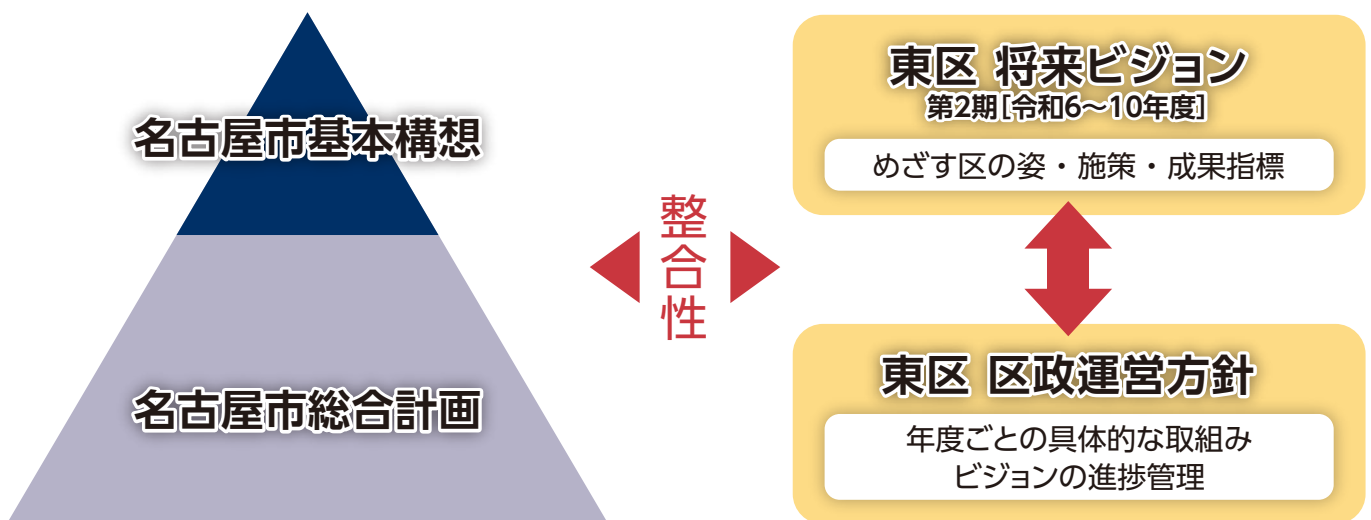 名古屋市基本構想
名古屋市総合計画
整合性
東区 将来ビジョン
第2期[令和6〜10年度]
めざす区の姿・施策・成果指標
東区 区政運営方針
年度ごとの具体的な取組み
ビジョンの進捗管理